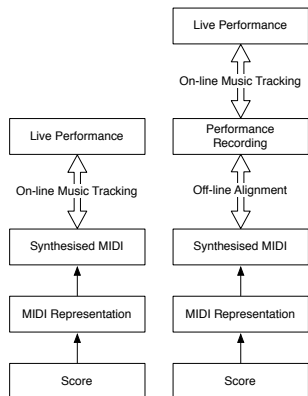 Live Performance
On-line Music Tracking
Synthesised MIDI
MIDI Representation
Score
Live Performance
On-line Music Tracking
Performance
Recording
Off-line Alignment
Synthesised MIDI
MIDI Representation
Score